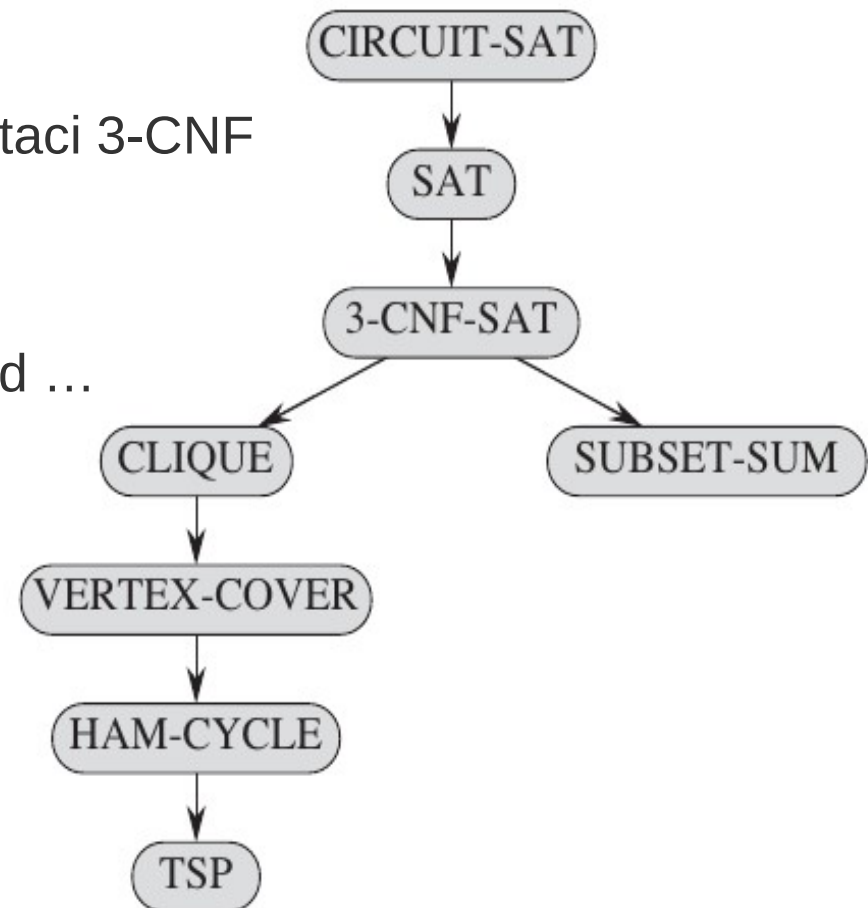 CIRCUIT-SAT
taci 3-CNF
SAT
3-CNF-SAT
d …
CLIQUE
SUBSET-SUM
VERTEX-COVER
HAM-CYCLE
TSP